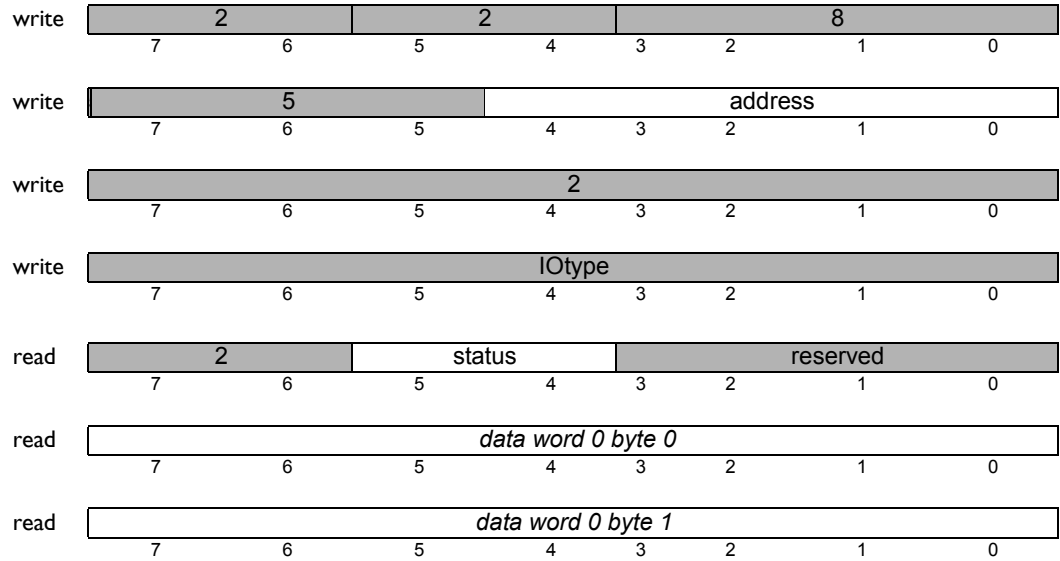 write 2 2 8
7 6 5 4 3 2 1 0
write 5 address
7 6 5 4 3 2 1 0
write 2
7 6 5 4 3 2 1 0
write IOtype
7 6 5 4 3 2 1 0
read 2 status reserved
7 6 5 4 3 2 1 0
read data word 0 byte 0
7 6 5 4 3 2 1 0
read data word 0 byte 1
7 6 5 4 3 2 1 0